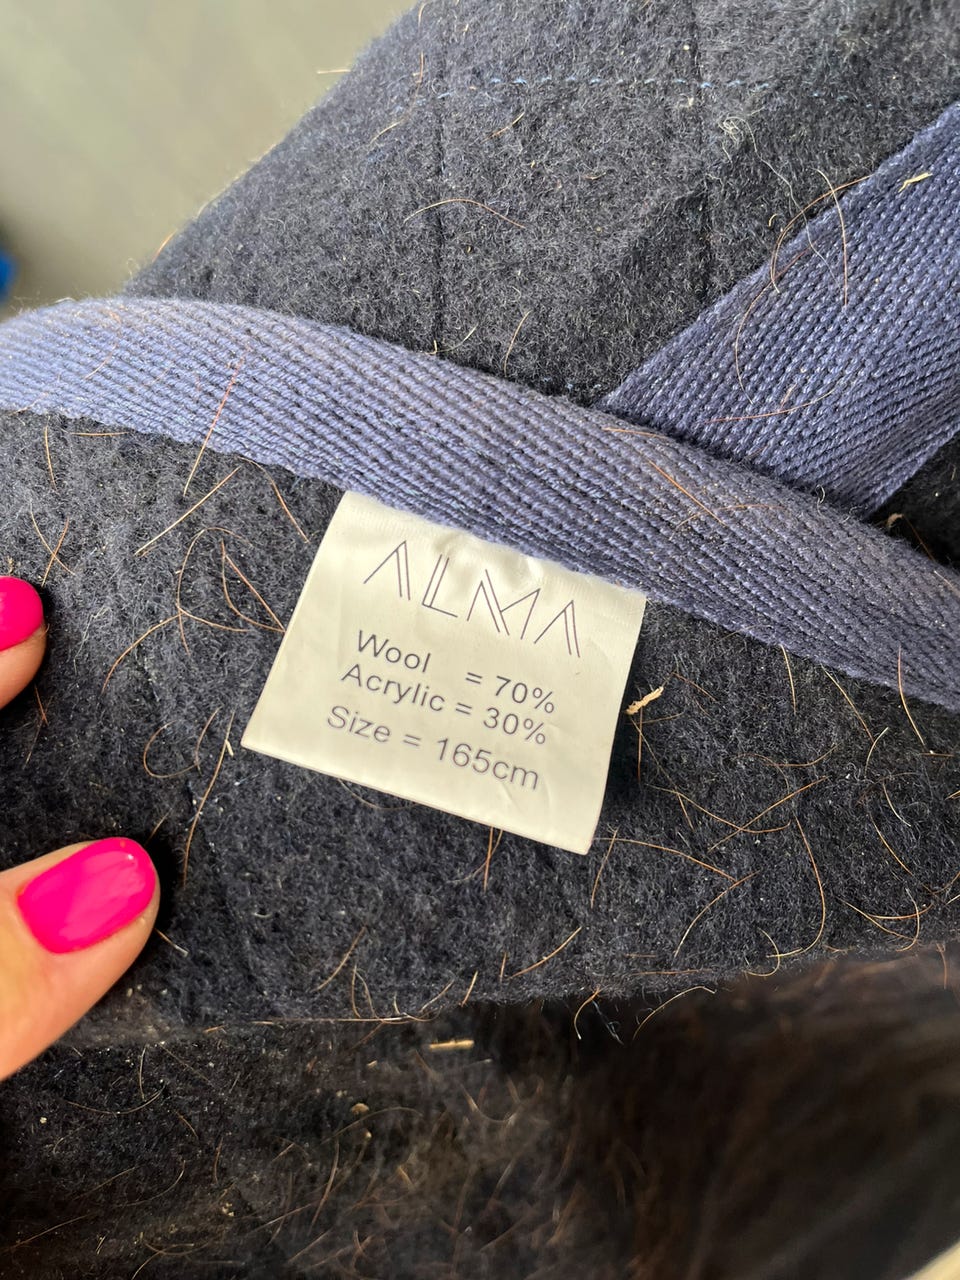 ALMA
Wool = 70%
Acrylic = 30%
Size = 165cm